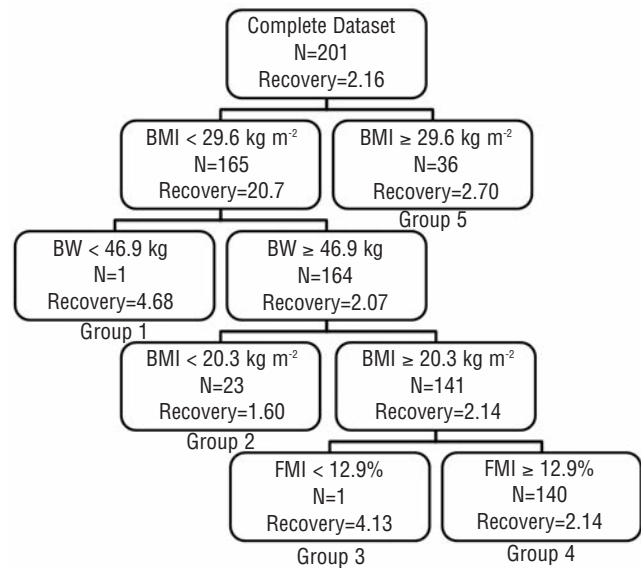 Complete Dataset
N=201
Recovery=2.16
BMI < 29.6 kg m-2
N=165
Recovery=20.7
BMI ≥ 29.6 kg m-2
N=36
Recovery=2.70
Group 5
BW < 46.9 kg
N=1
Recovery=4.68
Group 1
BW ≥ 46.9 kg
N=164
Recovery=2.07
BMI < 20.3 kg m-2
N=23
Recovery=1.60
Group 2
BMI ≥ 20.3 kg m-2
N=141
Recovery=2.14
FMI < 12.9%
N=1
Recovery=4.13
Group 3
FMI ≥ 12.9%
N=140
Recovery=2.14
Group 4